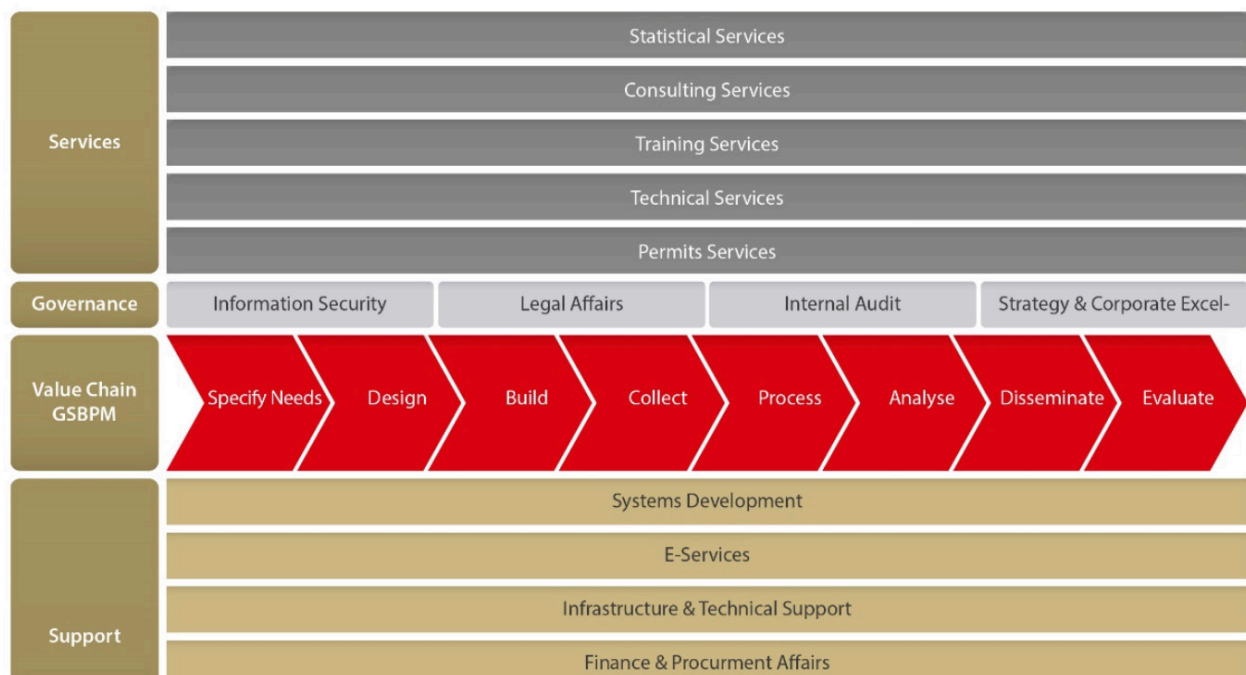 Services
Statistical Services
Consulting Services
Training Services
Technical Services
Permits Services
Governance
Information Security
Legal Affairs
Internal Audit
Strategy & Corporate Excel-
Value Chain
GSBPM
Specify Needs
Design
Build
Collect
Process
Analyse
Disseminate
Evaluate
Support
Systems Development
E-Services
Infrastructure & Technical Support
Finance & Procurment Affairs